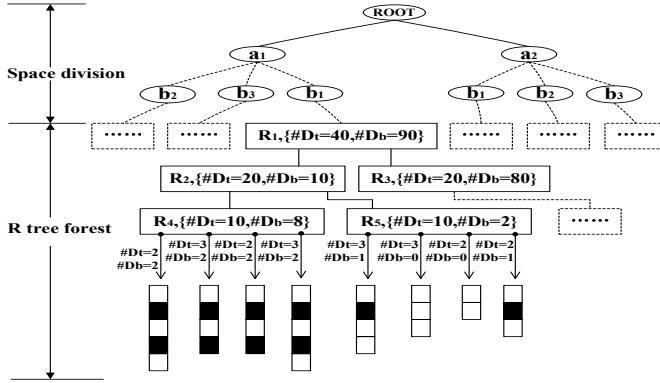 ROOT
Space division
a1 a2
b2 b3 b1 b1 b2 b3
...... ...... R1,{#Dt=40,#Db=90} ...... ...... ......
R2,{#Dt=20,#Db=10} R3,{#Dt=20,#Db=80}
R tree forest
R4,{#Dt=10,#Db=8} R5,{#Dt=10,#Db=2} ......
#Dt=2 #Dt=3 #Dt=2 #Dt=3 #Dt=3 #Dt=3 #Dt=2 #Dt=2
#Db=2 #Db=2 #Db=2 #Db=2 #Db=1 #Db=0 #Db=0 #Db=1